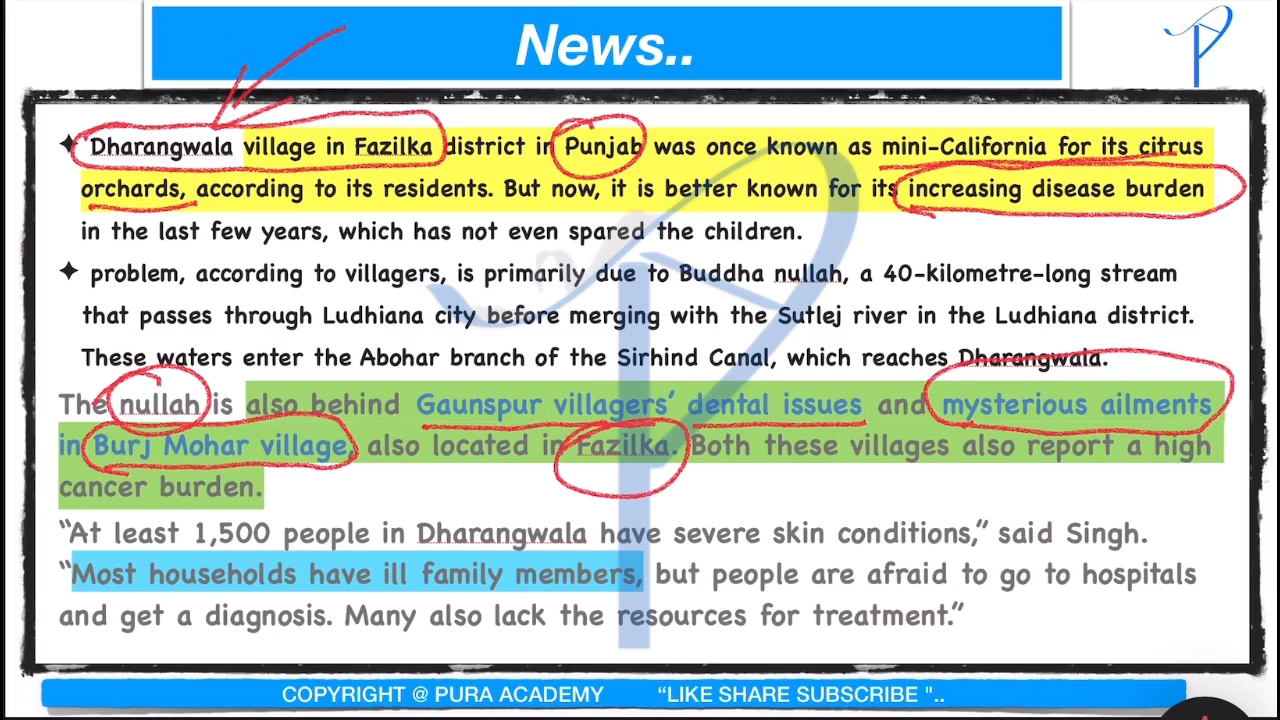 News..
✦ Dharangwala village in Fazilka district in Punjab was once known as mini-California for its citrus
orchards, according to its residents. But now, it is better known for its increasing disease burden
in the last few years, which has not even spared the children.
✦ problem, according to villagers, is primarily due to Buddha nullah, a 40-kilometre-long stream
that passes through Ludhiana city before merging with the Sutlej river in the Ludhiana district.
These waters enter the Abohar branch of the Sirhind Canal, which reaches Dharangwala.
The nullah is also behind Gaunspur villagers’ dental issues and mysterious ailments
in Burj Mohar village, also located in Fazilka. Both these villages also report a high
cancer burden.
“At least 1,500 people in Dharangwala have severe skin conditions,” said Singh.
“Most households have ill family members, but people are afraid to go to hospitals
and get a diagnosis. Many also lack the resources for treatment.”
COPYRIGHT @ PURA ACADEMY “LIKE SHARE SUBSCRIBE "..